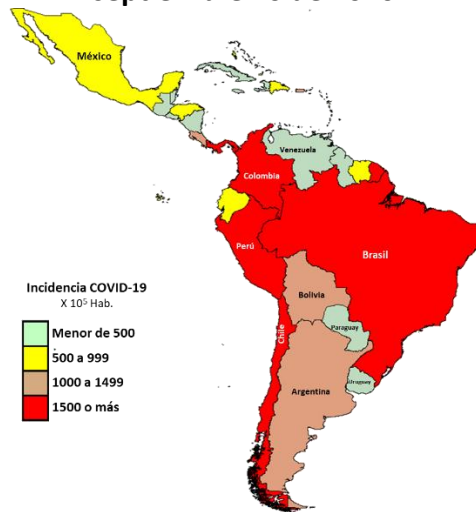 México
Venezuela
Colombia
Perú
Brasil
Bolivia
Paraguay
Chile
Uruguay
Argentina
Incidencia COVID-19
X 10⁵ Hab.
Menor de 500
500 a 999
1000 a 1499
1500 o más